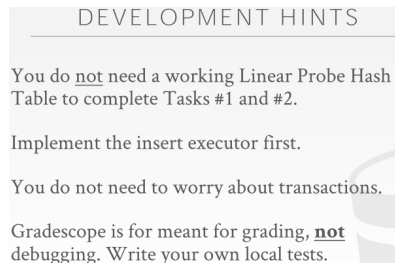 DEVELOPMENT HINTS
You do not need a working Linear Probe Hash
Table to complete Tasks #1 and #2.
Implement the insert executor first.
You do not need to worry about transactions.
Gradescope is for meant for grading, not
debugging. Write your own local tests.